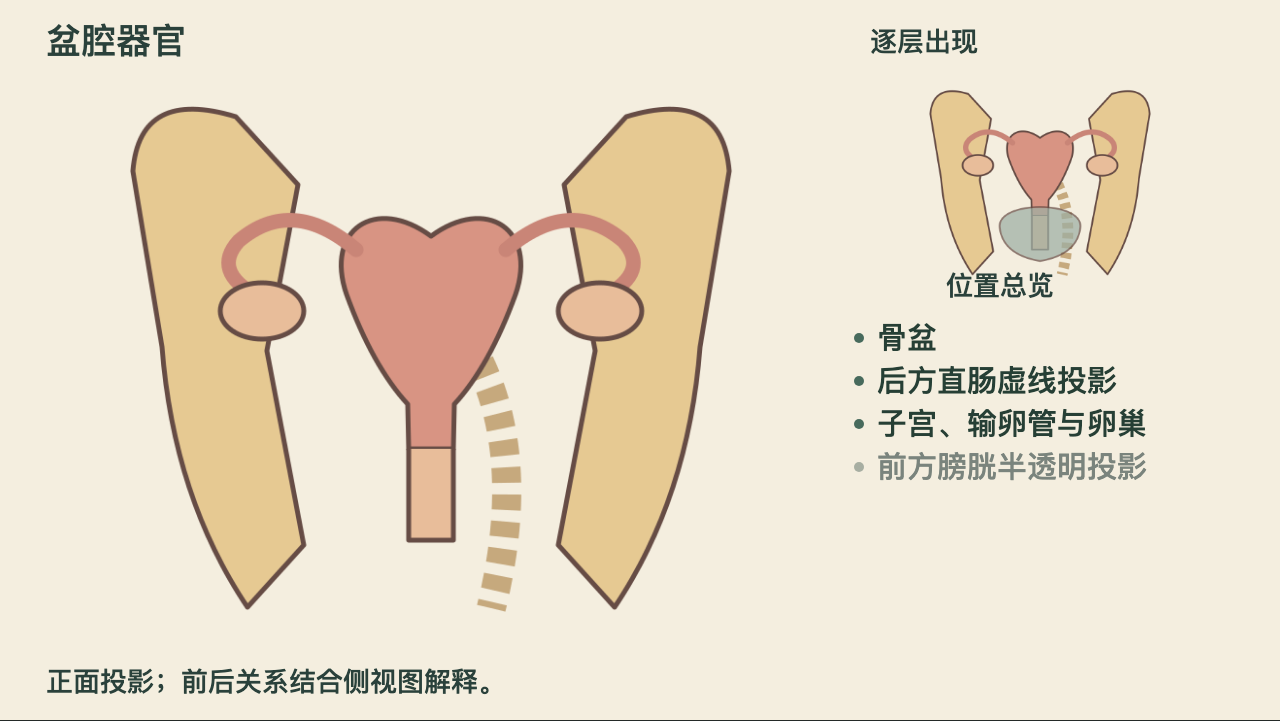 盆腔器官
逐层出现
位置总览
骨盆
后方直肠虚线投影
子宫、输卵管与卵巢
前方膀胱半透明投影
正面投影；前后关系结合侧视图解释。